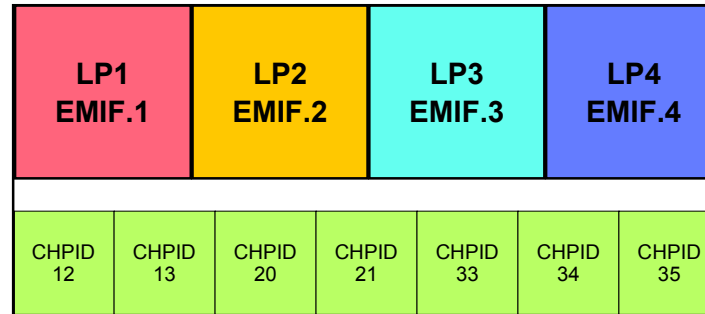 LP1
EMIF.1
LP2
EMIF.2
LP3
EMIF.3
LP4
EMIF.4
CHPID
12
CHPID
13
CHPID
20
CHPID
21
CHPID
33
CHPID
34
CHPID
35